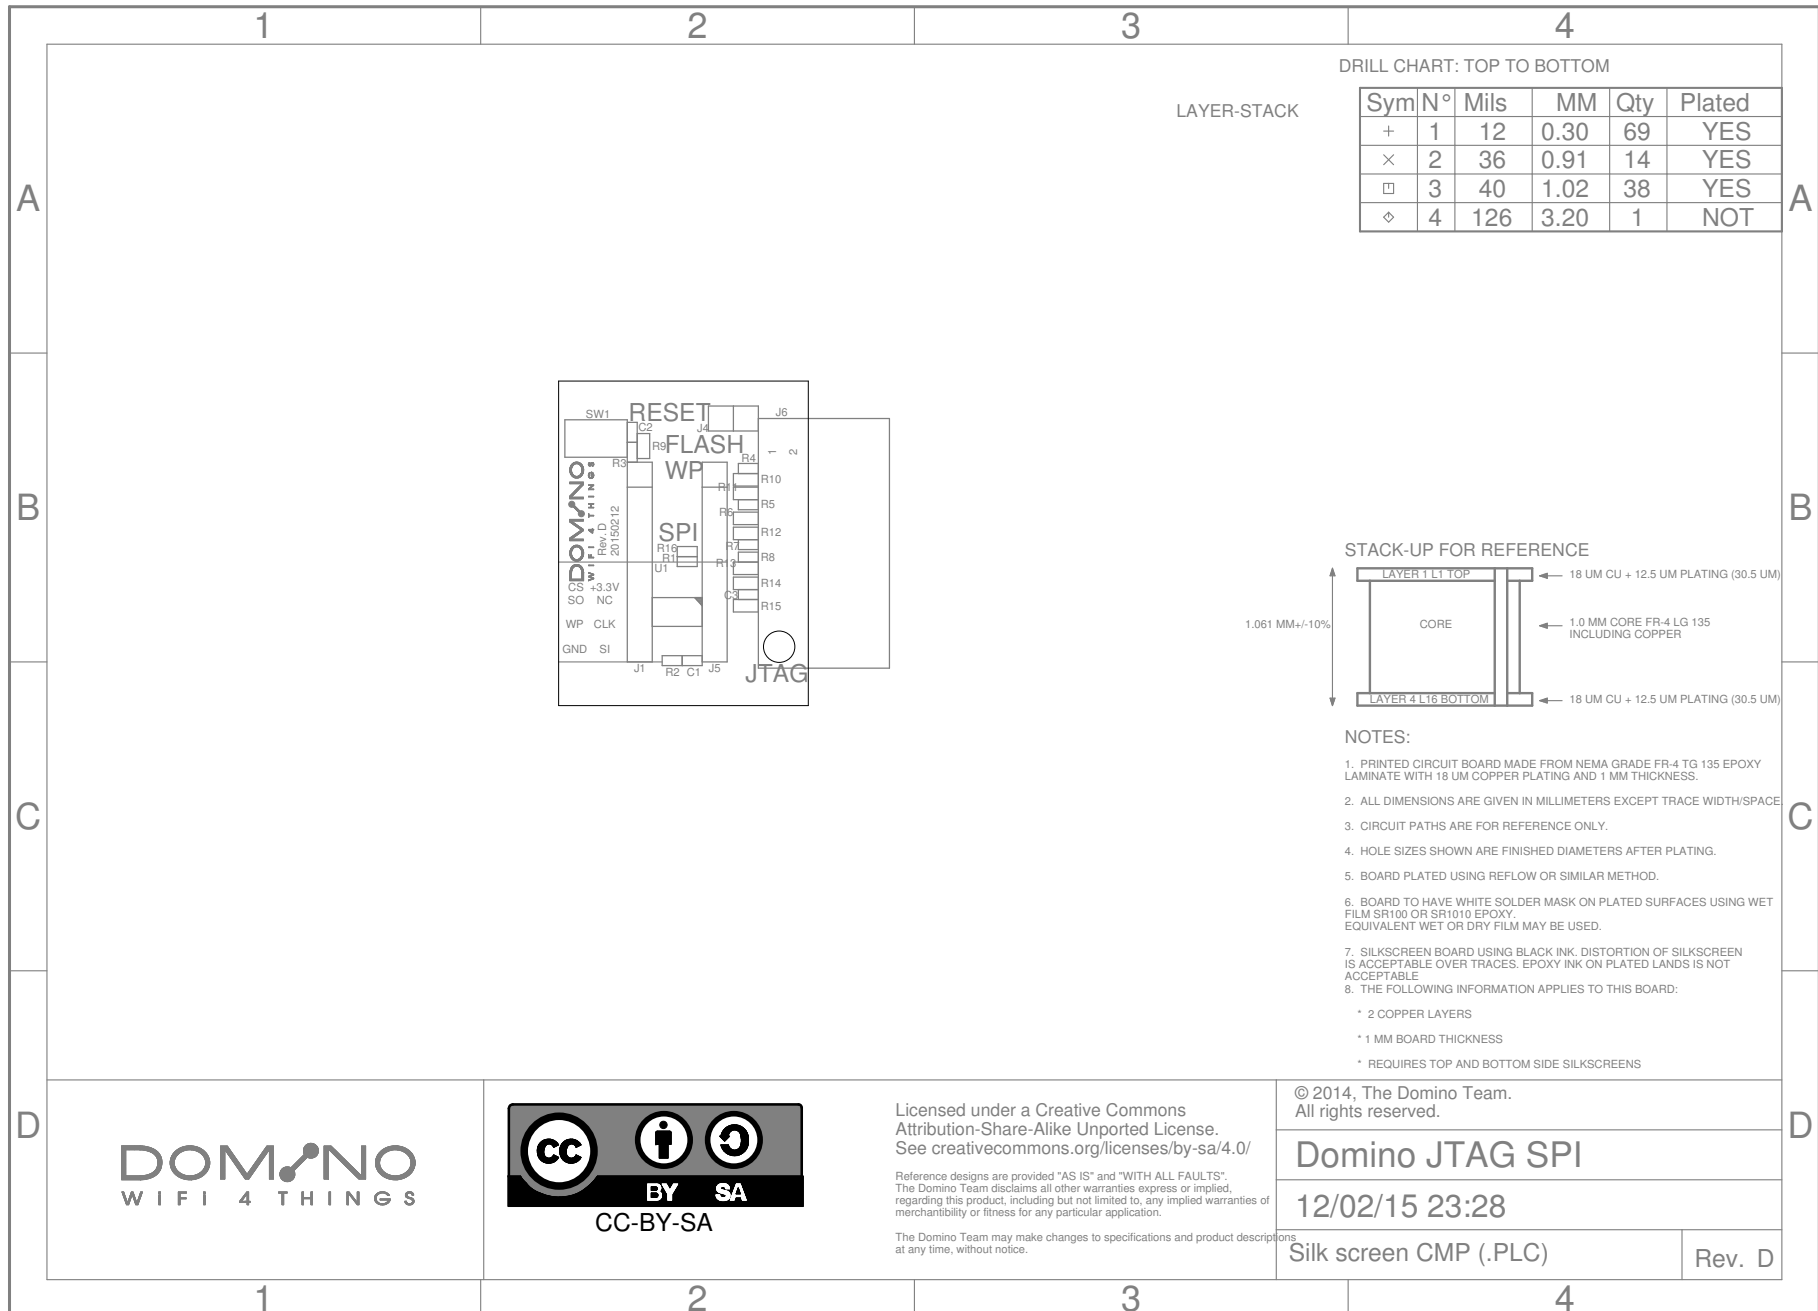 1 2 3 4
DRILL CHART: TOP TO BOTTOM
LAYER-STACK
Sym N° Mils MM Qty Plated
+ 1 12 0.30 69 YES
× 2 36 0.91 14 YES
3 40 1.02 38 YES
4 126 3.20 1 NOT
A A
SW1 RESET J4 J6
C2
R9 FLASH
R3 WP R4
1 2
R10
R11
R5
R6
SPI R12
R16 R7
R1 R13 R8
U1
R14
C3
R15
DOMINO
WIFI 4 THINGS
Rev. D
20150212
CS +3.3V
SO NC
WP CLK
GND SI
J1 R2 C1 J5
JTAG
B B
STACK-UP FOR REFERENCE
LAYER 1 L1 TOP 18 UM CU + 12.5 UM PLATING (30.5 UM)
1.061 MM+/-10% CORE 1.0 MM CORE FR-4 LG 135
INCLUDING COPPER
LAYER 4 L16 BOTTOM 18 UM CU + 12.5 UM PLATING (30.5 UM)
NOTES:
1. PRINTED CIRCUIT BOARD MADE FROM NEMA GRADE FR-4 TG 135 EPOXY
LAMINATE WITH 18 UM COPPER PLATING AND 1 MM THICKNESS.
2. ALL DIMENSIONS ARE GIVEN IN MILLIMETERS EXCEPT TRACE WIDTH/SPACE
C C
3. CIRCUIT PATHS ARE FOR REFERENCE ONLY.
4. HOLE SIZES SHOWN ARE FINISHED DIAMETERS AFTER PLATING.
5. BOARD PLATED USING REFLOW OR SIMILAR METHOD.
6. BOARD TO HAVE WHITE SOLDER MASK ON PLATED SURFACES USING WET
FILM SR100 OR SR1010 EPOXY.
EQUIVALENT WET OR DRY FILM MAY BE USED.
7. SILKSCREEN BOARD USING BLACK INK. DISTORTION OF SILKSCREEN
IS ACCEPTABLE OVER TRACES. EPOXY INK ON PLATED LANDS IS NOT
ACCEPTABLE
8. THE FOLLOWING INFORMATION APPLIES TO THIS BOARD:
* 2 COPPER LAYERS
* 1 MM BOARD THICKNESS
* REQUIRES TOP AND BOTTOM SIDE SILKSCREENS
D D
DOMINO
WIFI 4 THINGS
CC
BY SA
CC-BY-SA
Licensed under a Creative Commons
Attribution-Share-Alike Unported License.
See creativecommons.org/licenses/by-sa/4.0/
Reference designs are provided "AS IS" and "WITH ALL FAULTS".
The Domino Team disclaims all other warranties express or implied,
regarding this product, including but not limited to, any implied warranties of
merchantibility or fitness for any particular application.
The Domino Team may make changes to specifications and product descriptions
at any time, without notice.
© 2014, The Domino Team.
All rights reserved.
Domino JTAG SPI
12/02/15 23:28
Silk screen CMP (.PLC)
Rev. D
1 2 3 4